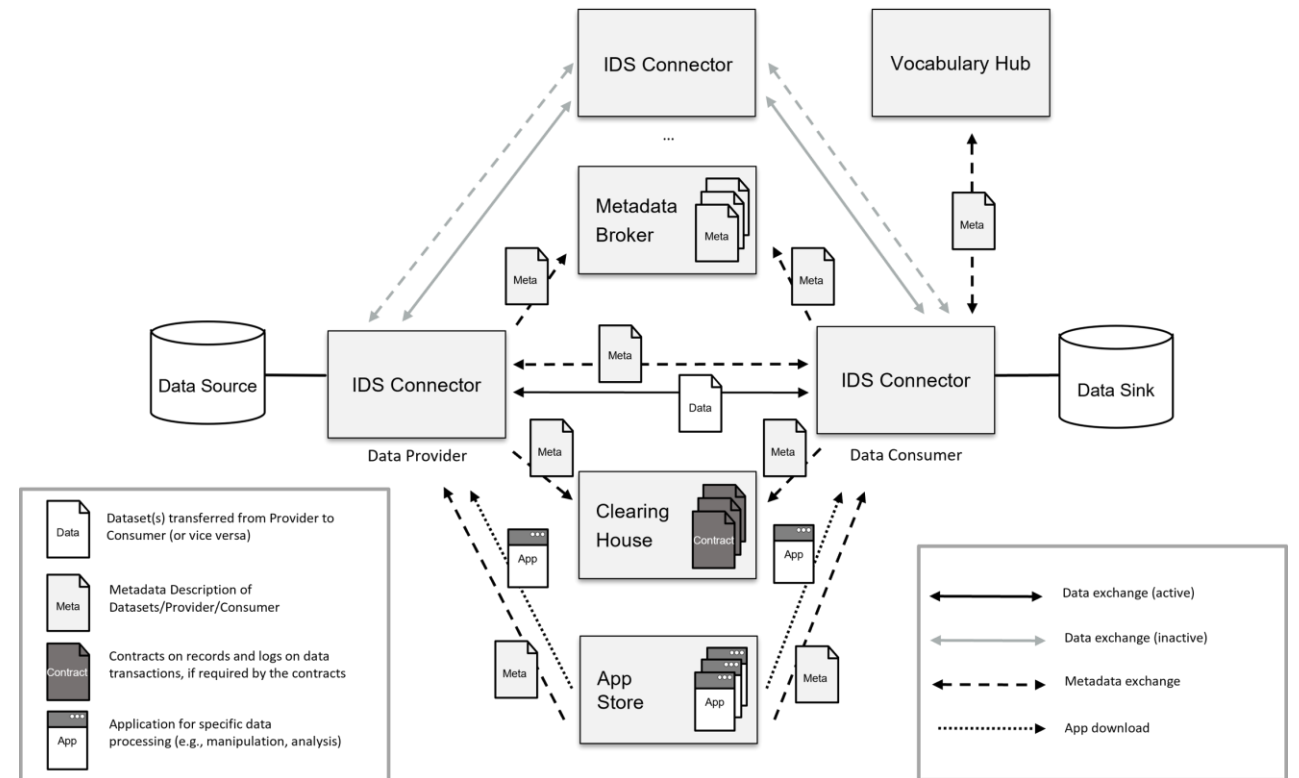 IDS Connector
Vocabulary Hub
...
Metadata
Broker
Meta
Meta
Meta
Meta
Data Source
IDS Connector
Meta
Data
IDS Connector
Data Sink
Data Provider
Data Consumer
Meta
Meta
Clearing
House
Contract
App
App
Meta
App
Store
App
Meta
Data
Dataset(s) transferred from Provider to
Consumer (or vice versa)
Meta
Metadata Description of
Datasets/Provider/Consumer
Contract
Contracts on records and logs on data
transactions, if required by the contracts
App
Application for specific data
processing (e.g., manipulation, analysis)
Data exchange (active)
Data exchange (inactive)
Metadata exchange
App download